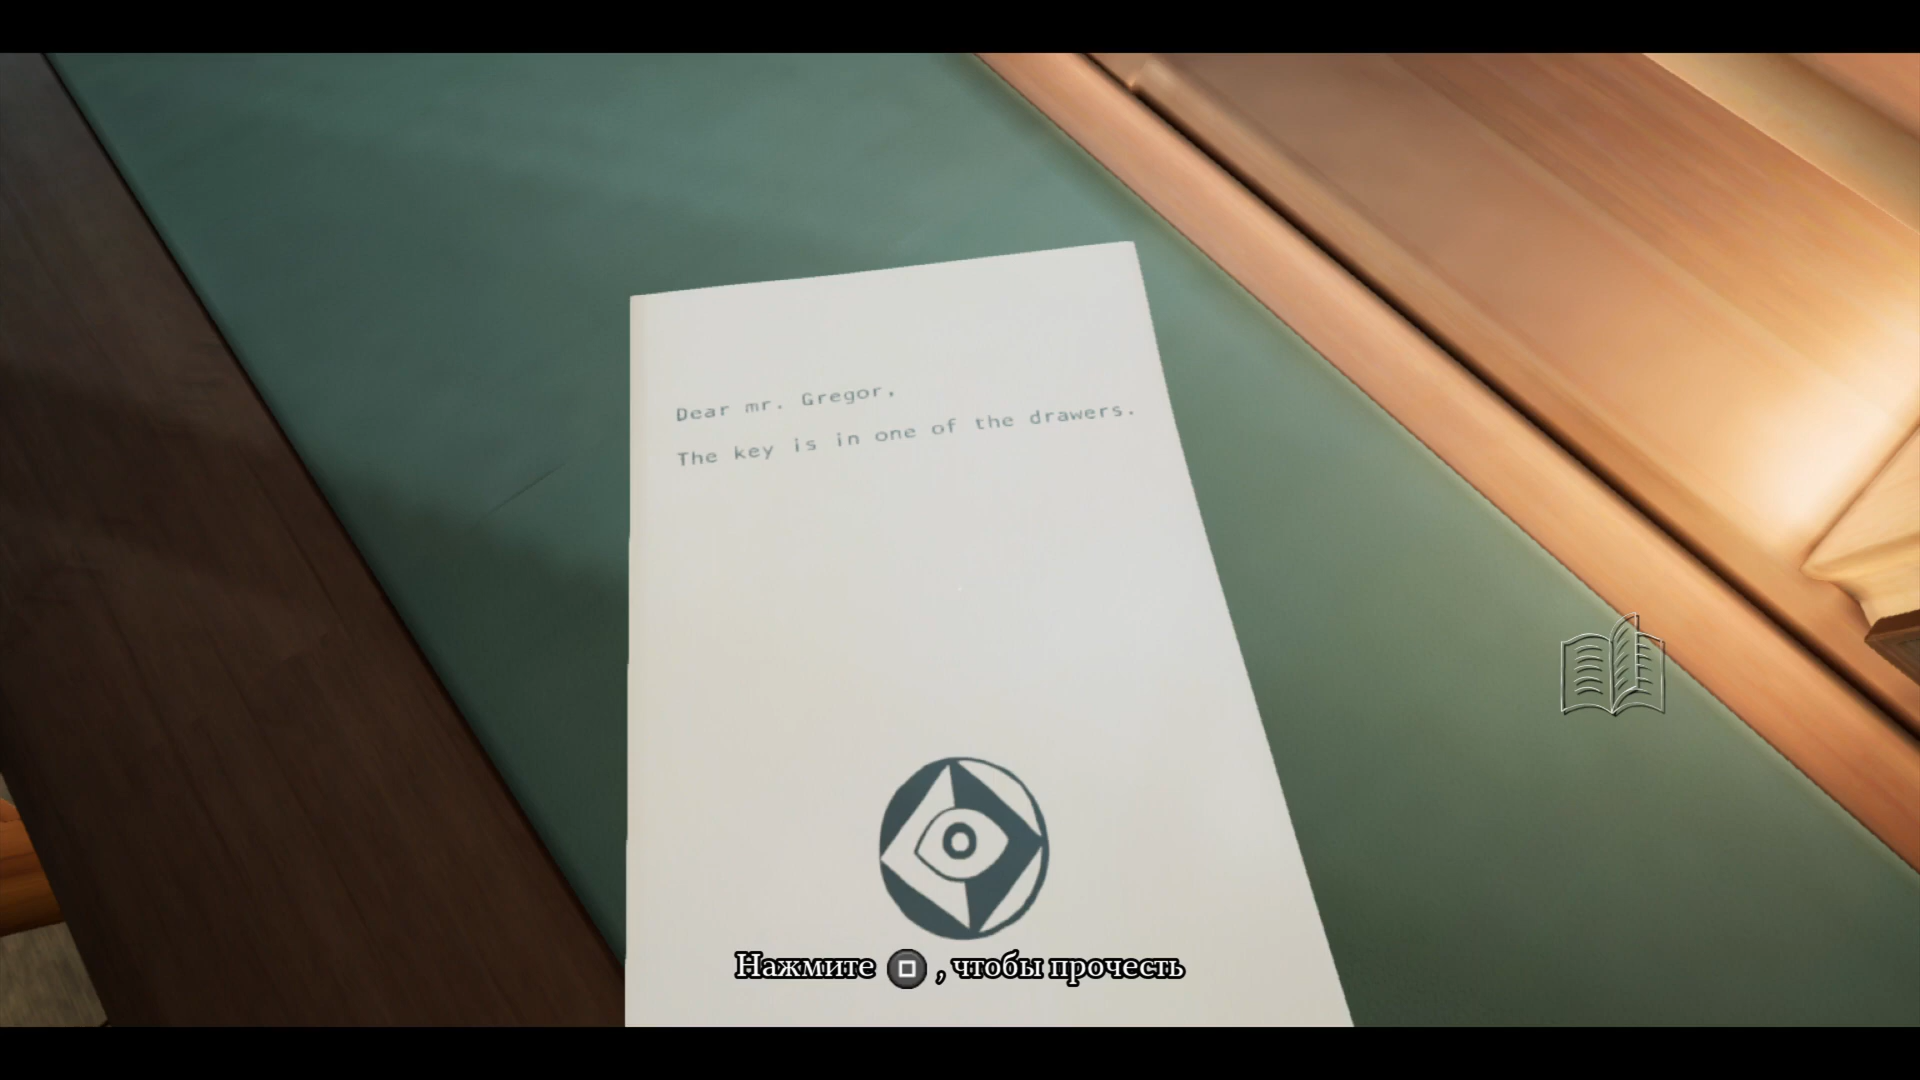 Dear mr. Gregor,
The key is in one of the drawers.
Нажмите , чтобы прочесть